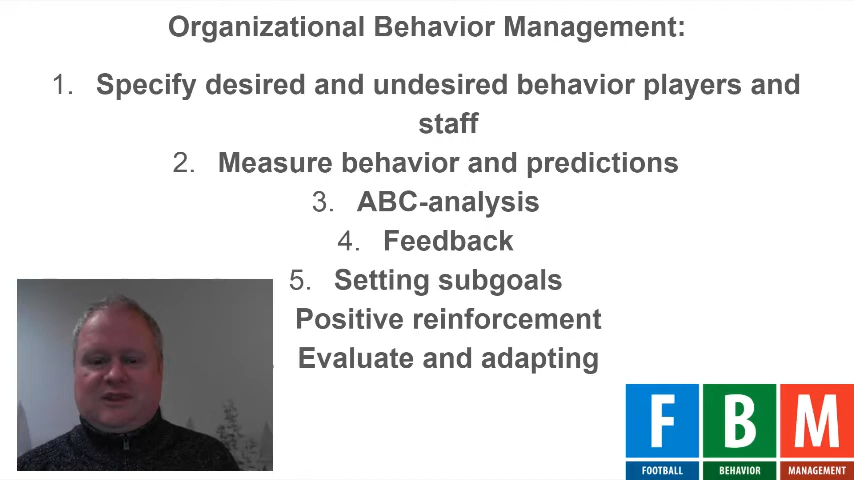 Organizational Behavior Management:
1. Specify desired and undesired behavior players and
staff
2. Measure behavior and predictions
3. ABC-analysis
4. Feedback
5. Setting subgoals
Positive reinforcement
Evaluate and adapting
F B M
FOOTBALL BEHAVIOR MANAGEMENT